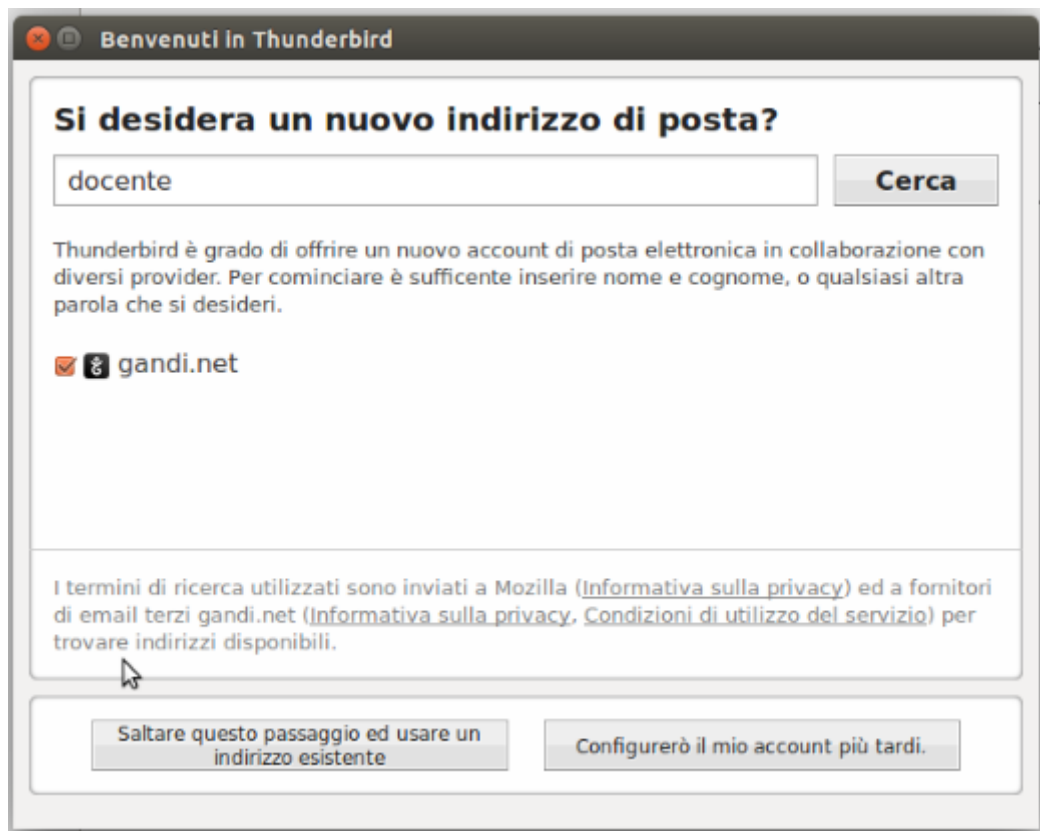 Benvenuti in Thunderbird
Si desidera un nuovo indirizzo di posta?
docente
Cerca
Thunderbird è grado di offrire un nuovo account di posta elettronica in collaborazione con
diversi provider. Per cominciare è sufficente inserire nome e cognome, o qualsiasi altra
parola che si desideri.
gandi.net
I termini di ricerca utilizzati sono inviati a Mozilla (Informativa sulla privacy) ed a fornitori
di email terzi gandi.net (Informativa sulla privacy, Condizioni di utilizzo del servizio) per
trovare indirizzi disponibili.
Saltare questo passaggio ed usare un
indirizzo esistente
Configurerò il mio account più tardi.